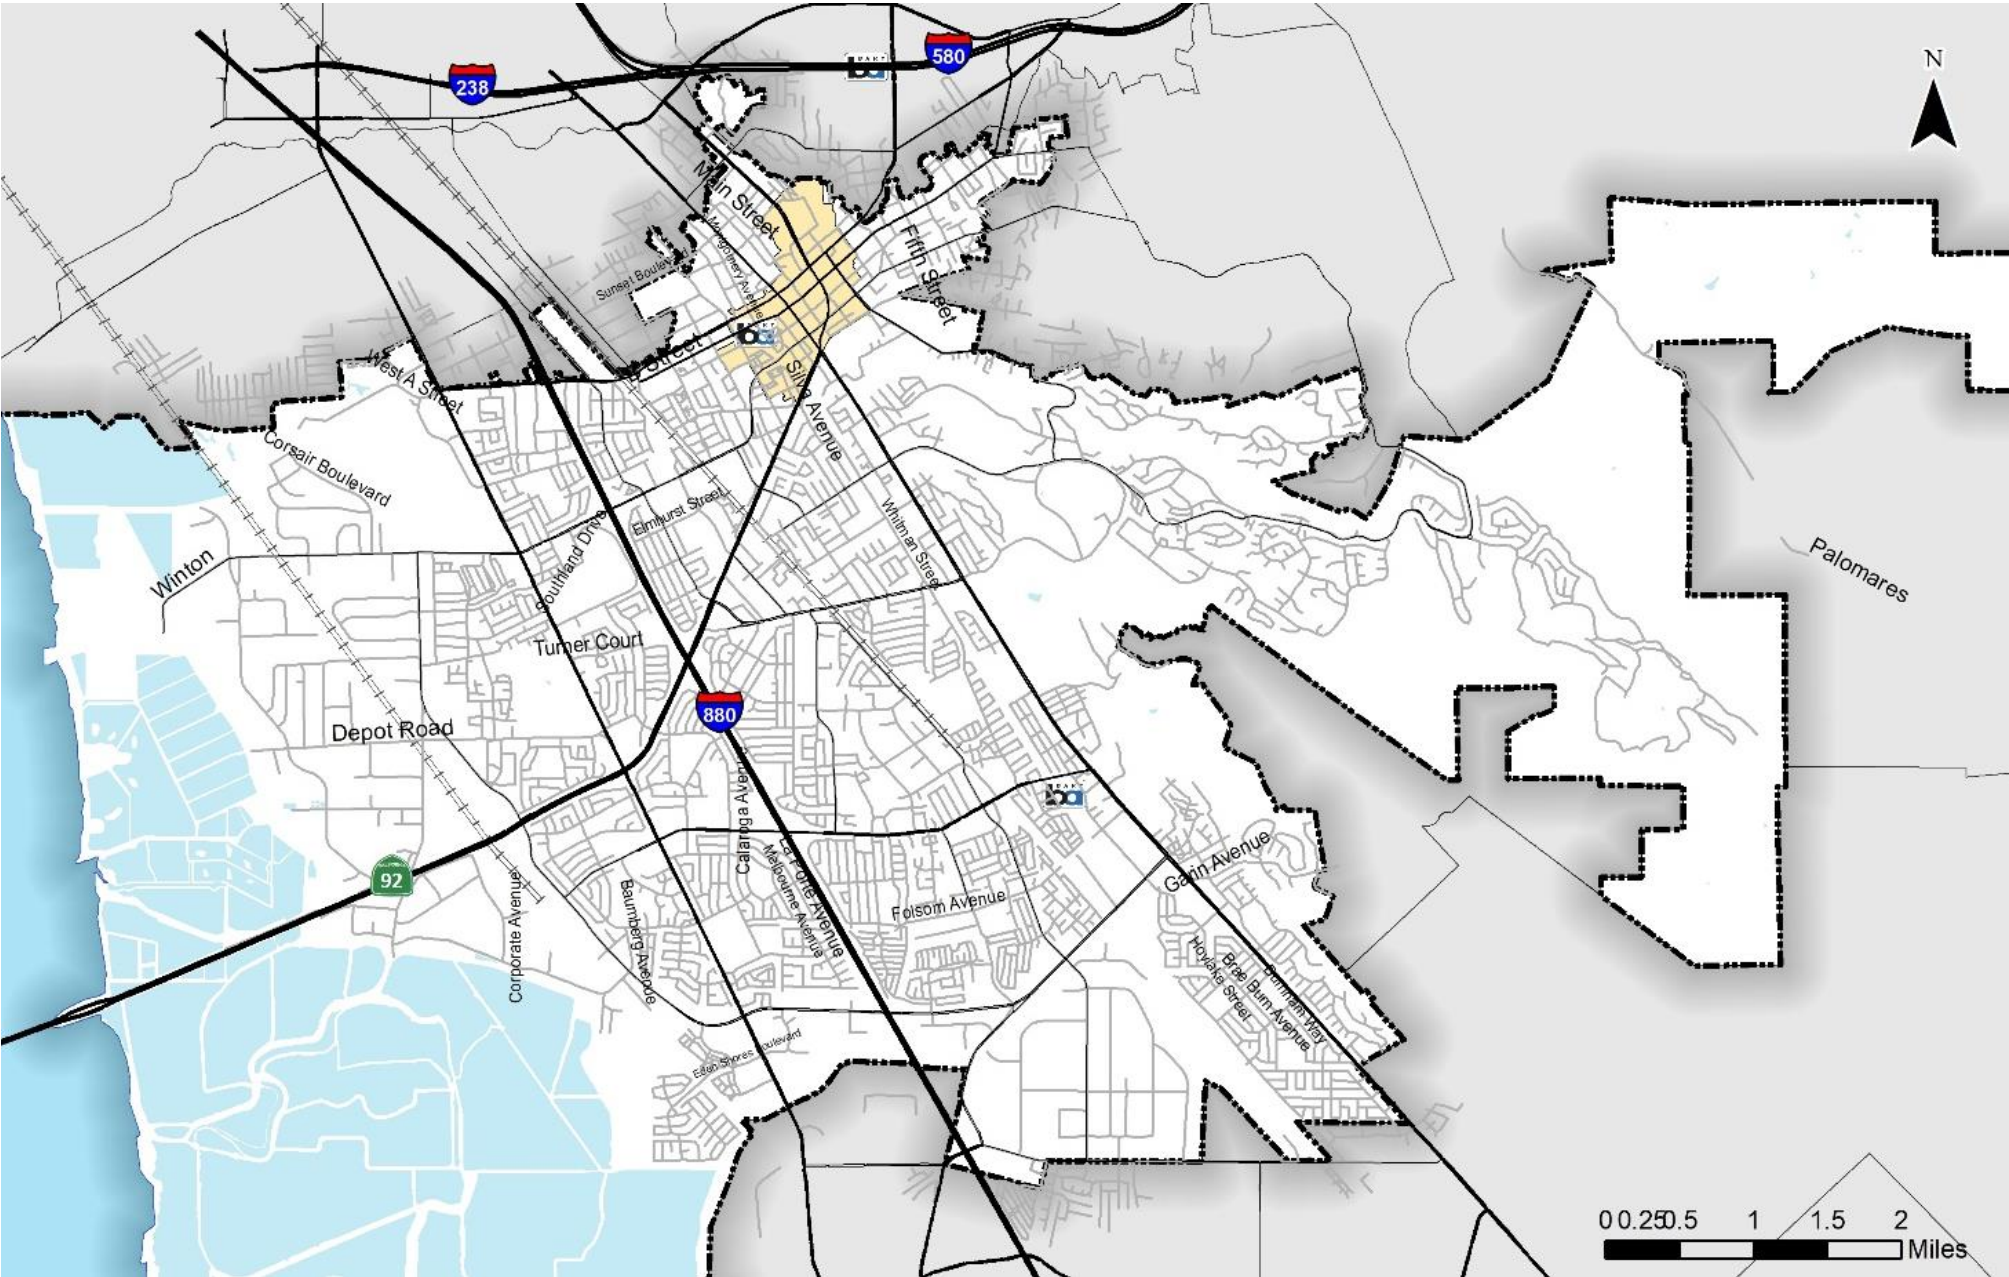 580
238
N
Main Street
Montgomery Avenue
Fifth Street
Sunset Boulevard
Street
West A Street
Silva Avenue
Corsair Boulevard
Elmhurst Street
Whitman Street
Southland Drive
Winton
Palomares
Turner Court
880
Depot Road
Calaroga Avenue
92
Garin Avenue
La Porte Avenue
Melbourne Avenue
Folsom Avenue
Corporate Avenue
Baumberg Avenue
Hoylake Street
Brae Burn Avenue
Burnham Way
Eden Shores Boulevard
0 0.25 0.5 1 1.5 2
Miles